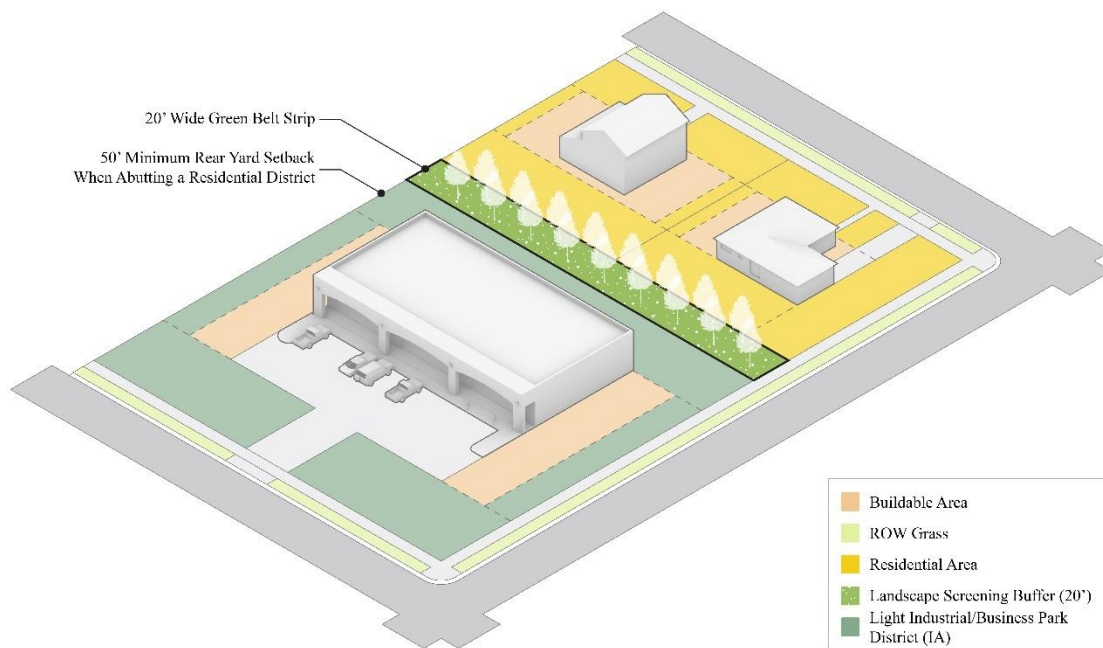 20’ Wide Green Belt Strip
50’ Minimum Rear Yard Setback
When Abutting a Residential District
Buildable Area
ROW Grass
Residential Area
Landscape Screening Buffer (20’)
Light Industrial/Business Park
District (IA)